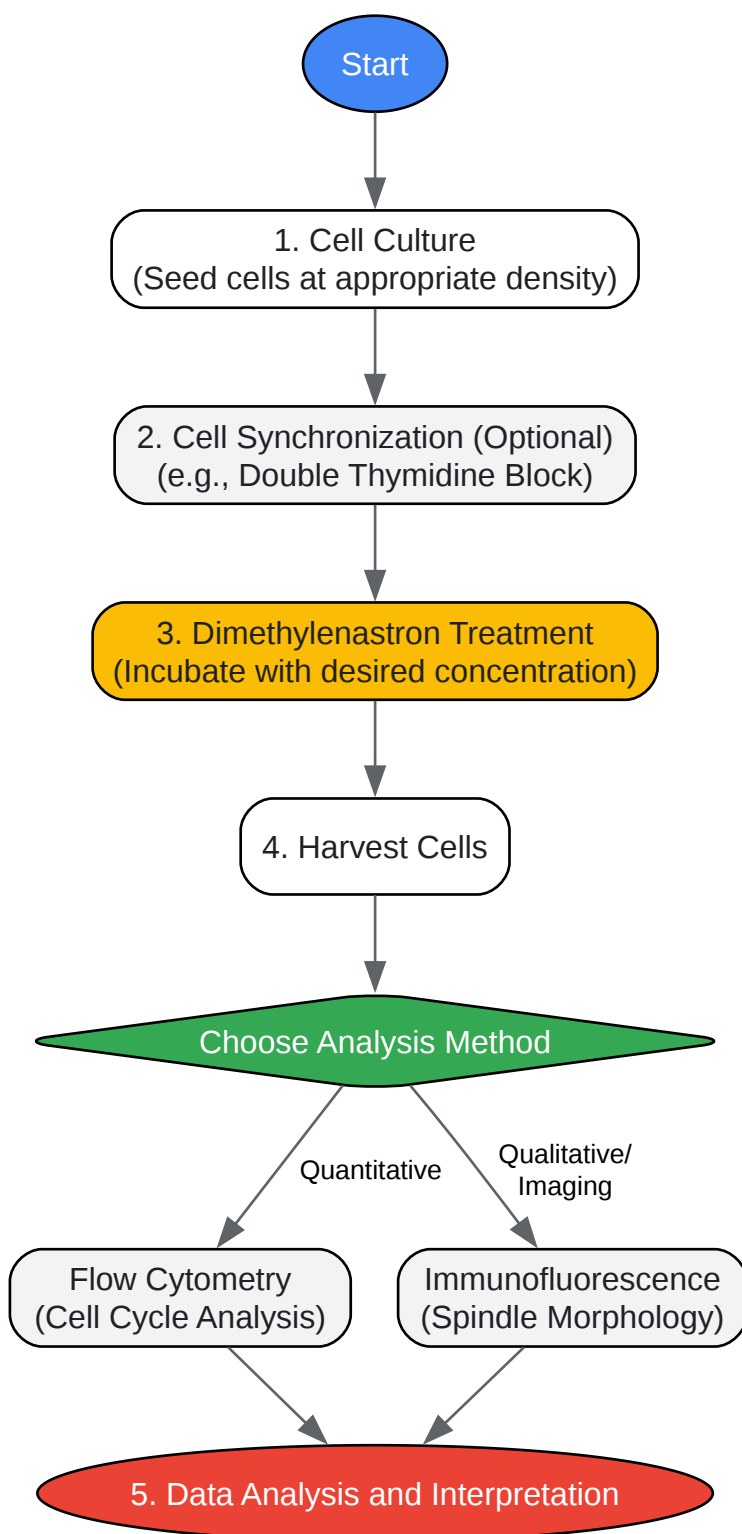 Start
1. Cell Culture
(Seed cells at appropriate density)
2. Cell Synchronization (Optional)
(e.g., Double Thymidine Block)
3. Dimethylenastron Treatment
(Incubate with desired concentration)
4. Harvest Cells
Choose Analysis Method
Quantitative
Qualitative/
Imaging
Flow Cytometry
(Cell Cycle Analysis)
Immunofluorescence
(Spindle Morphology)
5. Data Analysis and Interpretation